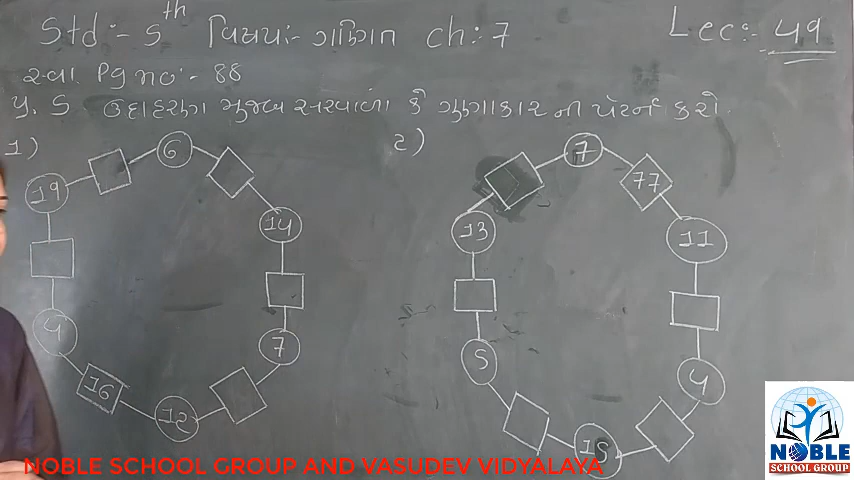 Std:- 5th વિષય:- ગણિત ch: 7 Lec:- 49
સ્વા. Pg no:- 88
પ્ર. 5 ઉદાહરણ મુજબ સરવાળા કે ગુણાકાર ની પેટર્ન કરો.
1) 2)
6 7
77
19
14
13 11
4
7
5
4
16
12
15
NOBLE SCHOOL GROUP AND VASUDEV VIDYALAYA
NOBLE
SCHOOL GROUP